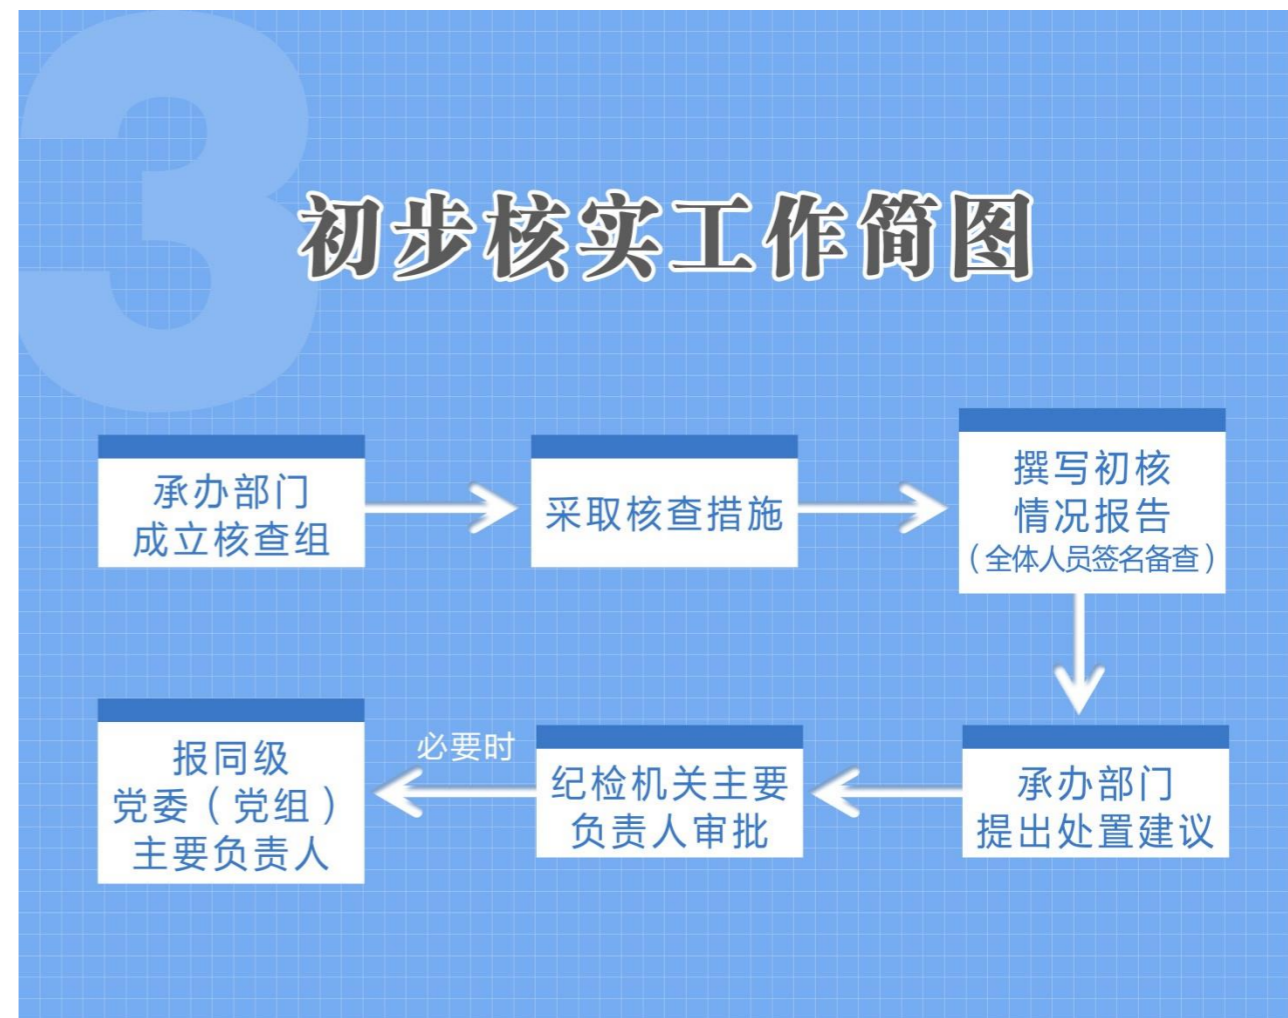 3
初步核实工作简图
承办部门
成立核查组
采取核查措施
撰写初核
情况报告
（全体人员签名备查）
承办部门
提出处置建议
纪检机关主要
负责人审批
必要时
报同级
党委（党组）
主要负责人